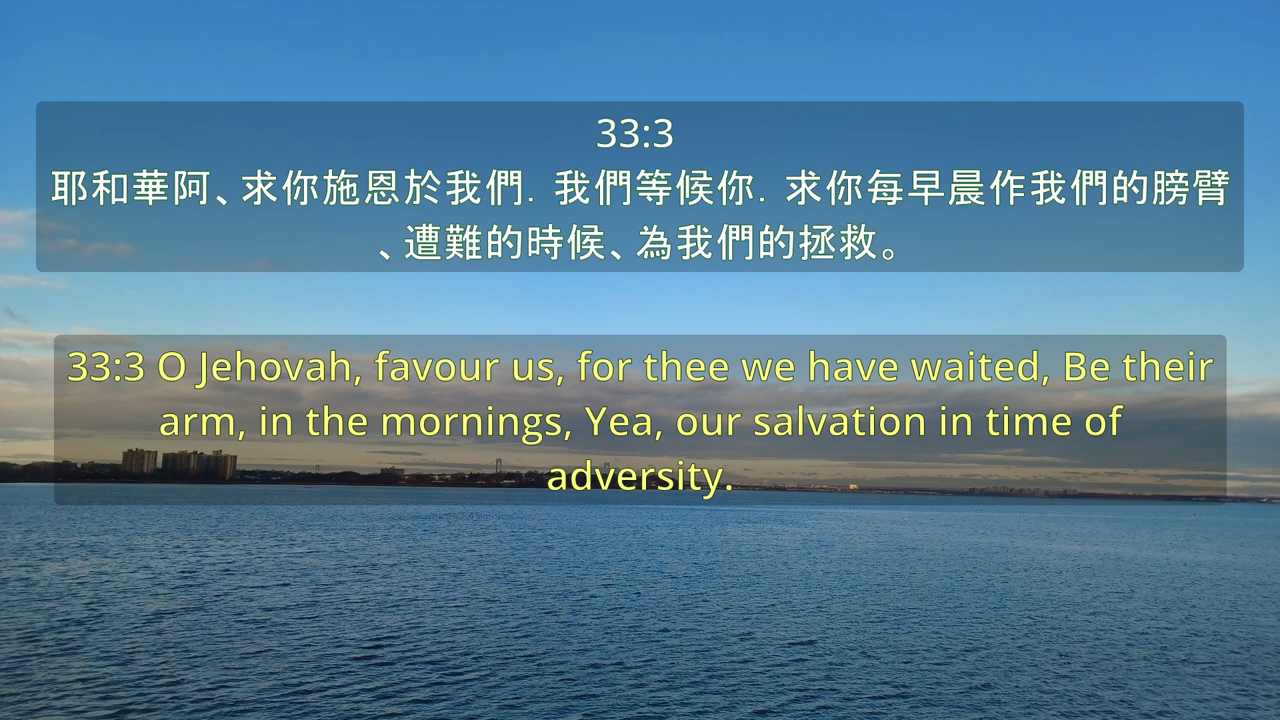 33:3
耶和華阿、求你施恩於我們. 我們等候你. 求你每早晨作我們的膀臂
、遭難的時候、為我們的拯救。
33:3 O Jehovah, favour us, for thee we have waited, Be their
arm, in the mornings, Yea, our salvation in time of
adversity.